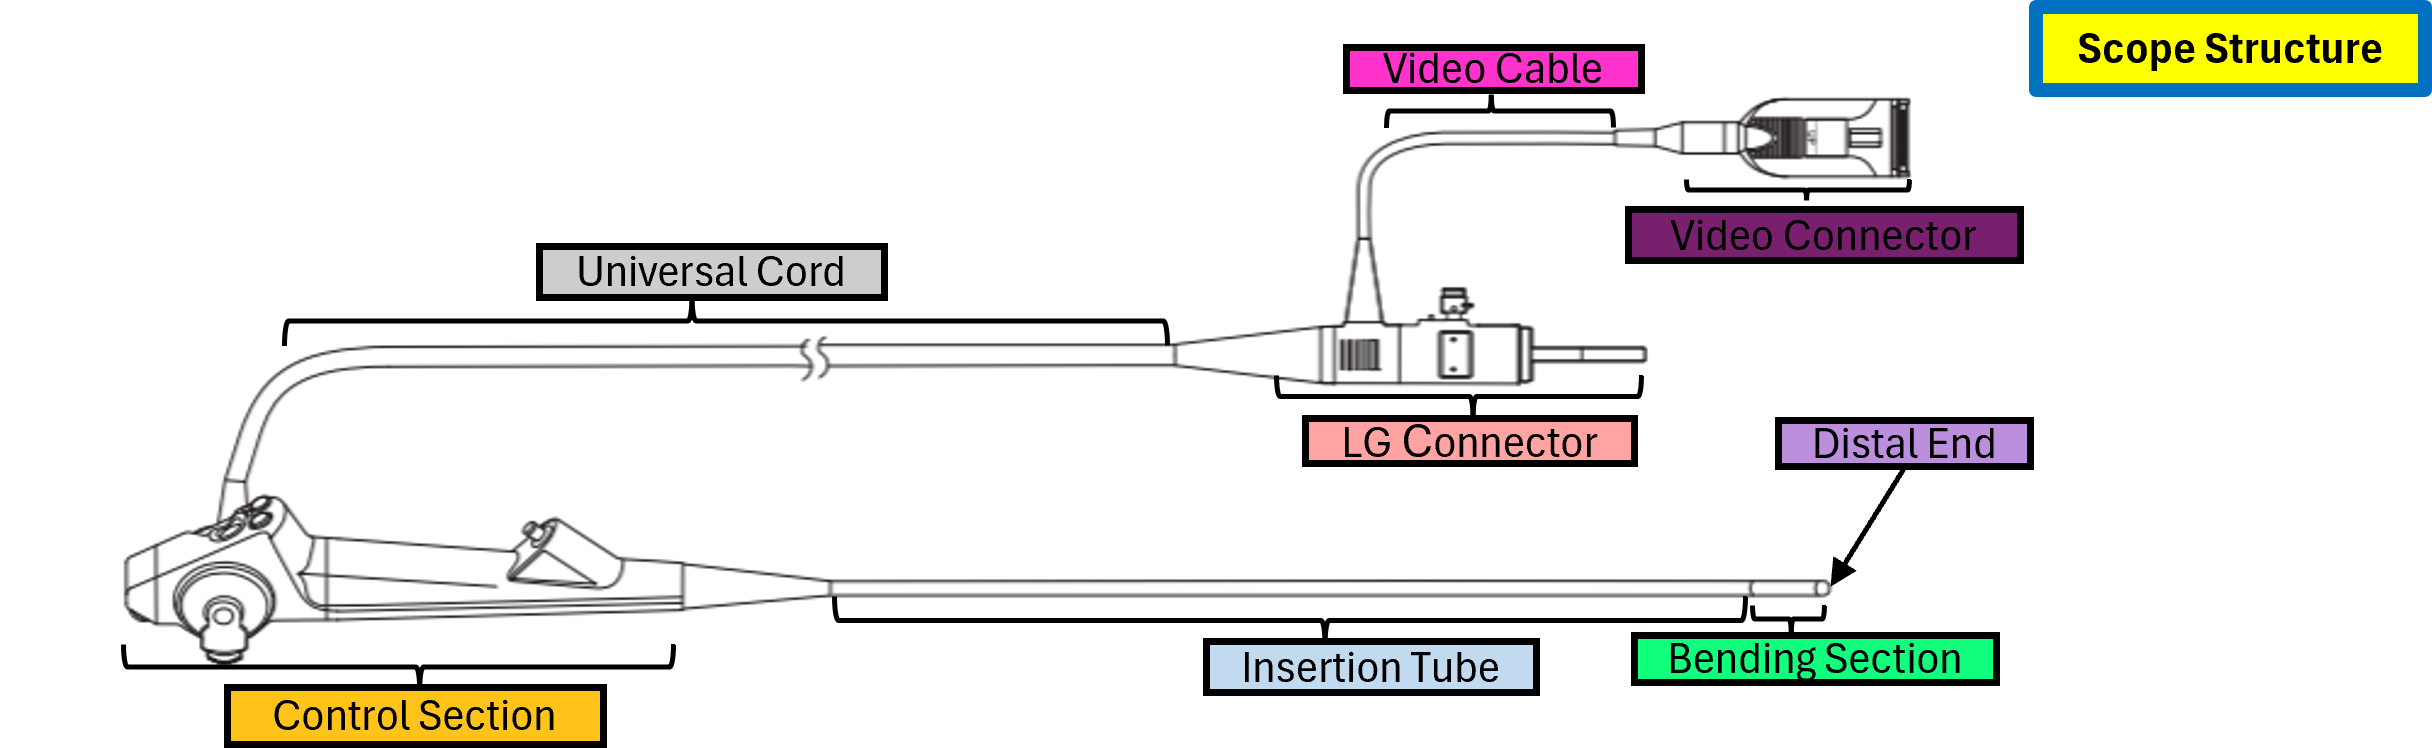 Scope Structure
Video Cable
Video Connector
Universal Cord
LG Connector
Distal End
Insertion Tube
Bending Section
Control Section